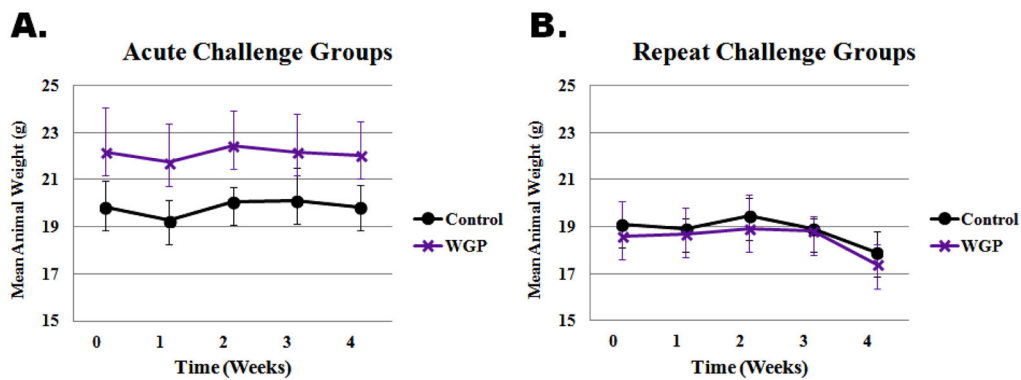 A.
Acute Challenge Groups
Mean Animal Weight (g)
25
23
21
19
17
15
0 1 2 3 4
Time (Weeks)
Control
WGP
B.
Repeat Challenge Groups
Mean Animal Weight (g)
25
23
21
19
17
15
0 1 2 3 4
Time (Weeks)
Control
WGP